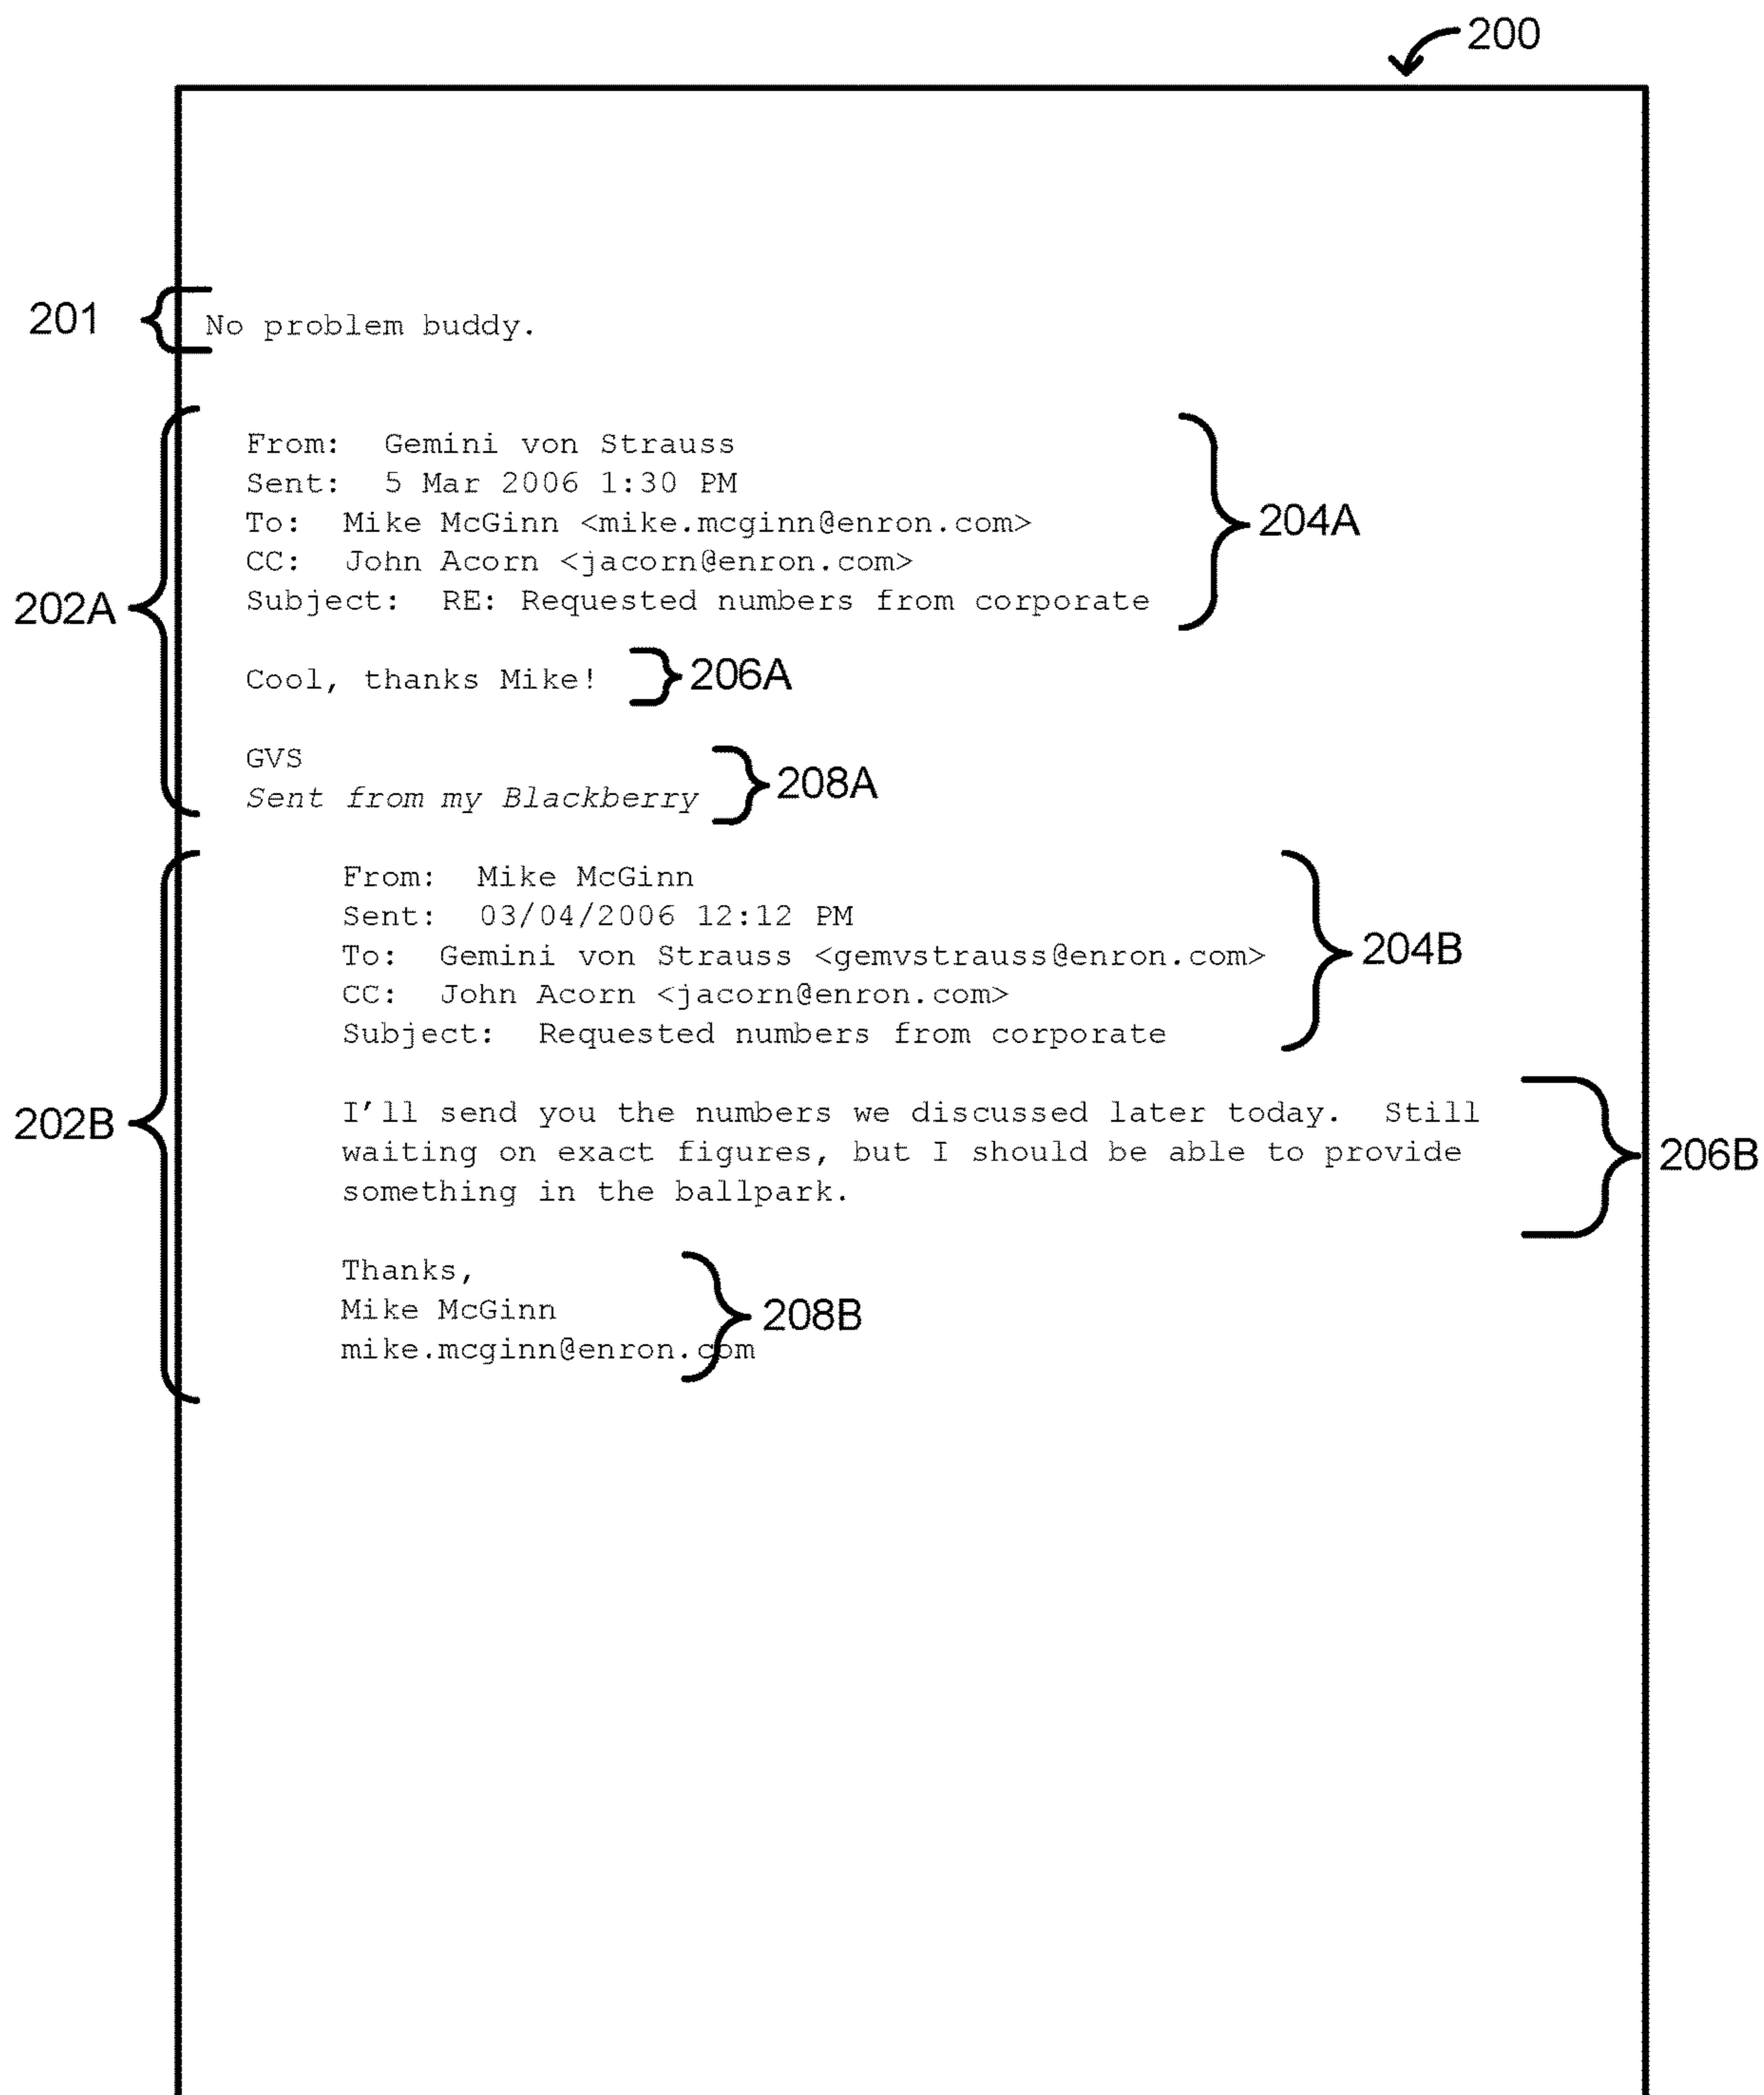 200
201
No problem buddy.
202A
From:  Gemini von Strauss
Sent:  5 Mar 2006 1:30 PM
To:  Mike McGinn <mike.mcginn@enron.com>
CC:  John Acorn <jacorn@enron.com>
Subject:  RE: Requested numbers from corporate
204A
Cool, thanks Mike!
206A
GVS
Sent from my Blackberry
208A
202B
From:  Mike McGinn
Sent:  03/04/2006 12:12 PM
To:  Gemini von Strauss <gemvstrauss@enron.com>
CC:  John Acorn <jacorn@enron.com>
Subject:  Requested numbers from corporate
204B
I’ll send you the numbers we discussed later today.  Still
waiting on exact figures, but I should be able to provide
something in the ballpark.
206B
Thanks,
Mike McGinn
mike.mcginn@enron.com
208B